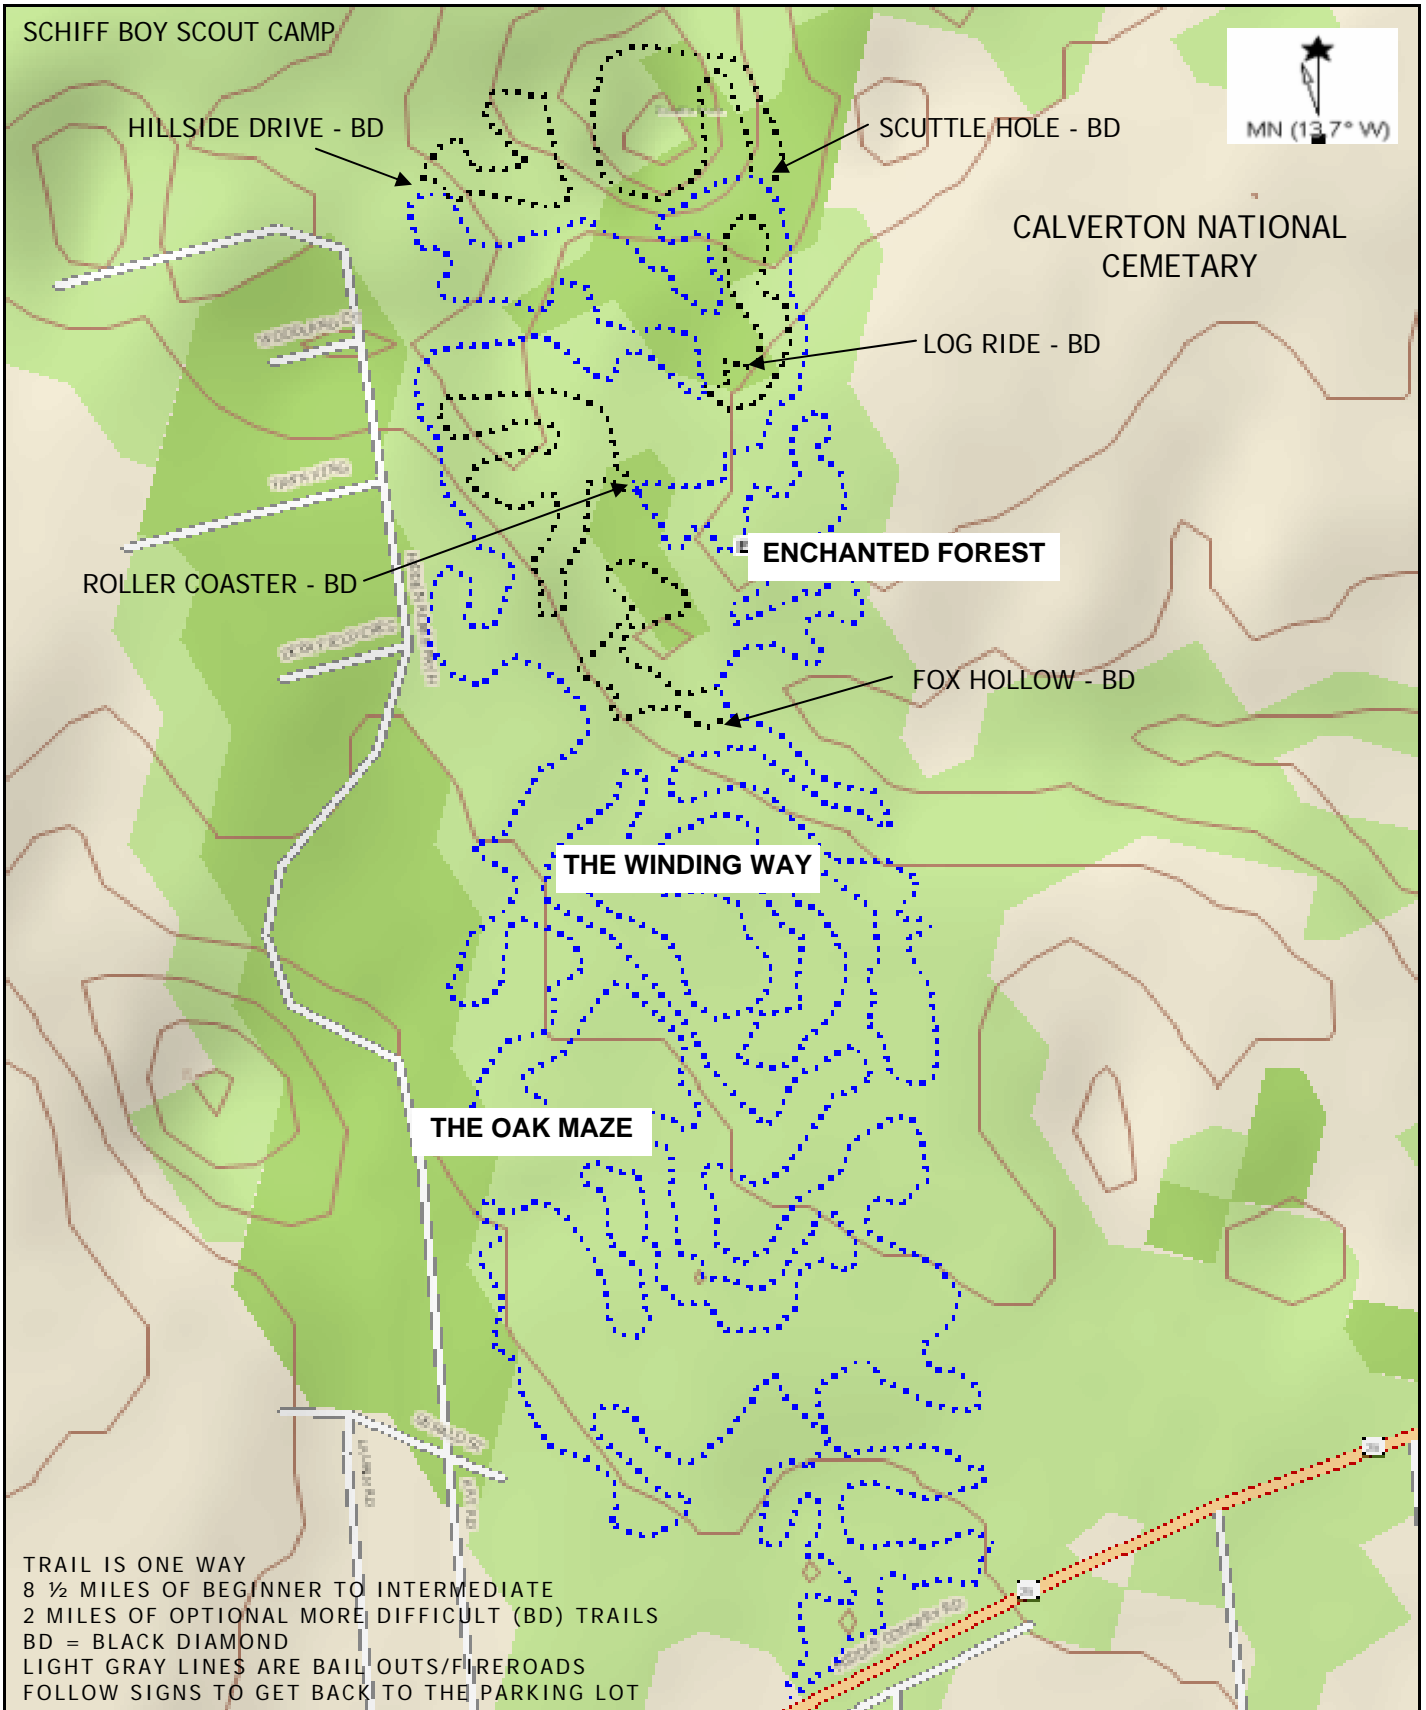 SCHIFF BOY SCOUT CAMP
MN (13.7° W)
HILLSIDE DRIVE - BD
SCUTTLE HOLE - BD
CALVERTON NATIONAL
CEMETARY
LOG RIDE - BD
ENCHANTED FOREST
ROLLER COASTER - BD
FOX HOLLOW - BD
THE WINDING WAY
THE OAK MAZE
TRAIL IS ONE WAY
8 ½ MILES OF BEGINNER TO INTERMEDIATE
2 MILES OF OPTIONAL MORE DIFFICULT (BD) TRAILS
BD = BLACK DIAMOND
LIGHT GRAY LINES ARE BAIL OUTS/FIREROADS
FOLLOW SIGNS TO GET BACK TO THE PARKING LOT